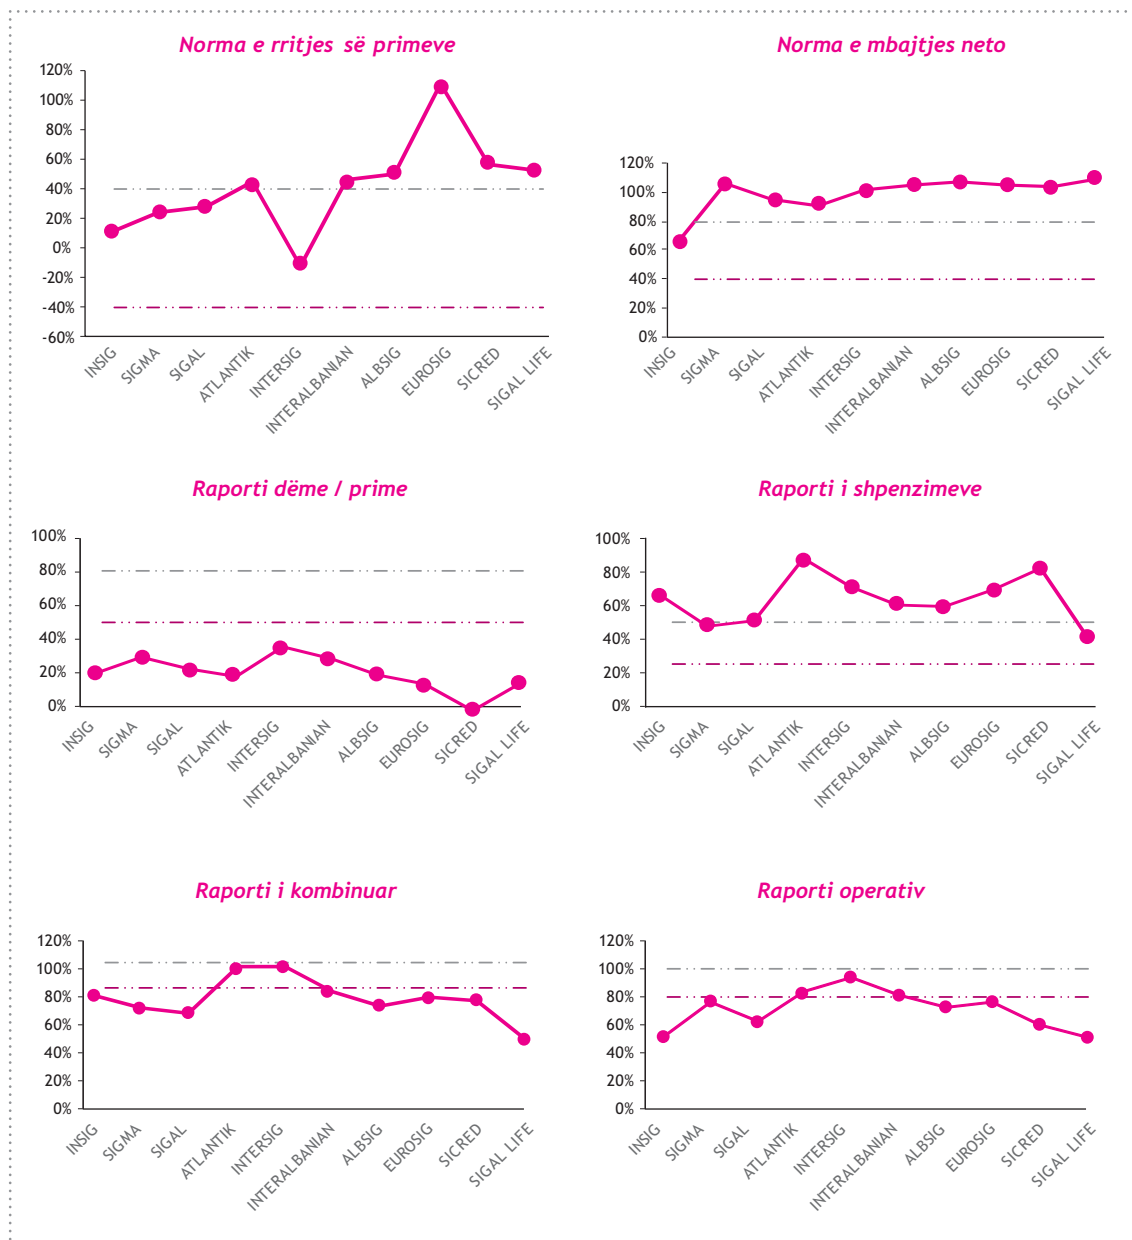 Norma e rritjes së primeve
120%
100%
80%
60%
40%
20%
0%
-20%
-40%
-60%
INSIG
SIGMA
SIGAL
ATLANTIK
INTERSIG
INTERALBANIAN
ALBSIG
EUROSIG
SICRED
SIGAL LIFE
Norma e mbajtjes neto
120%
100%
80%
60%
40%
20%
0%
INSIG
SIGMA
SIGAL
ATLANTIK
INTERSIG
INTERALBANIAN
ALBSIG
EUROSIG
SICRED
SIGAL LIFE
Raporti dëme / prime
100%
80%
60%
40%
20%
0%
INSIG
SIGMA
SIGAL
ATLANTIK
INTERSIG
INTERALBANIAN
ALBSIG
EUROSIG
SICRED
SIGAL LIFE
Raporti i shpenzimeve
100%
80%
60%
40%
20%
0%
INSIG
SIGMA
SIGAL
ATLANTIK
INTERSIG
INTERALBANIAN
ALBSIG
EUROSIG
SICRED
SIGAL LIFE
Raporti i kombinuar
120%
100%
80%
60%
40%
20%
0%
INSIG
SIGMA
SIGAL
ATLANTIK
INTERSIG
INTERALBANIAN
ALBSIG
EUROSIG
SICRED
SIGAL LIFE
Raporti operativ
120%
100%
80%
60%
40%
20%
0%
INSIG
SIGMA
SIGAL
ATLANTIK
INTERSIG
INTERALBANIAN
ALBSIG
EUROSIG
SICRED
SIGAL LIFE